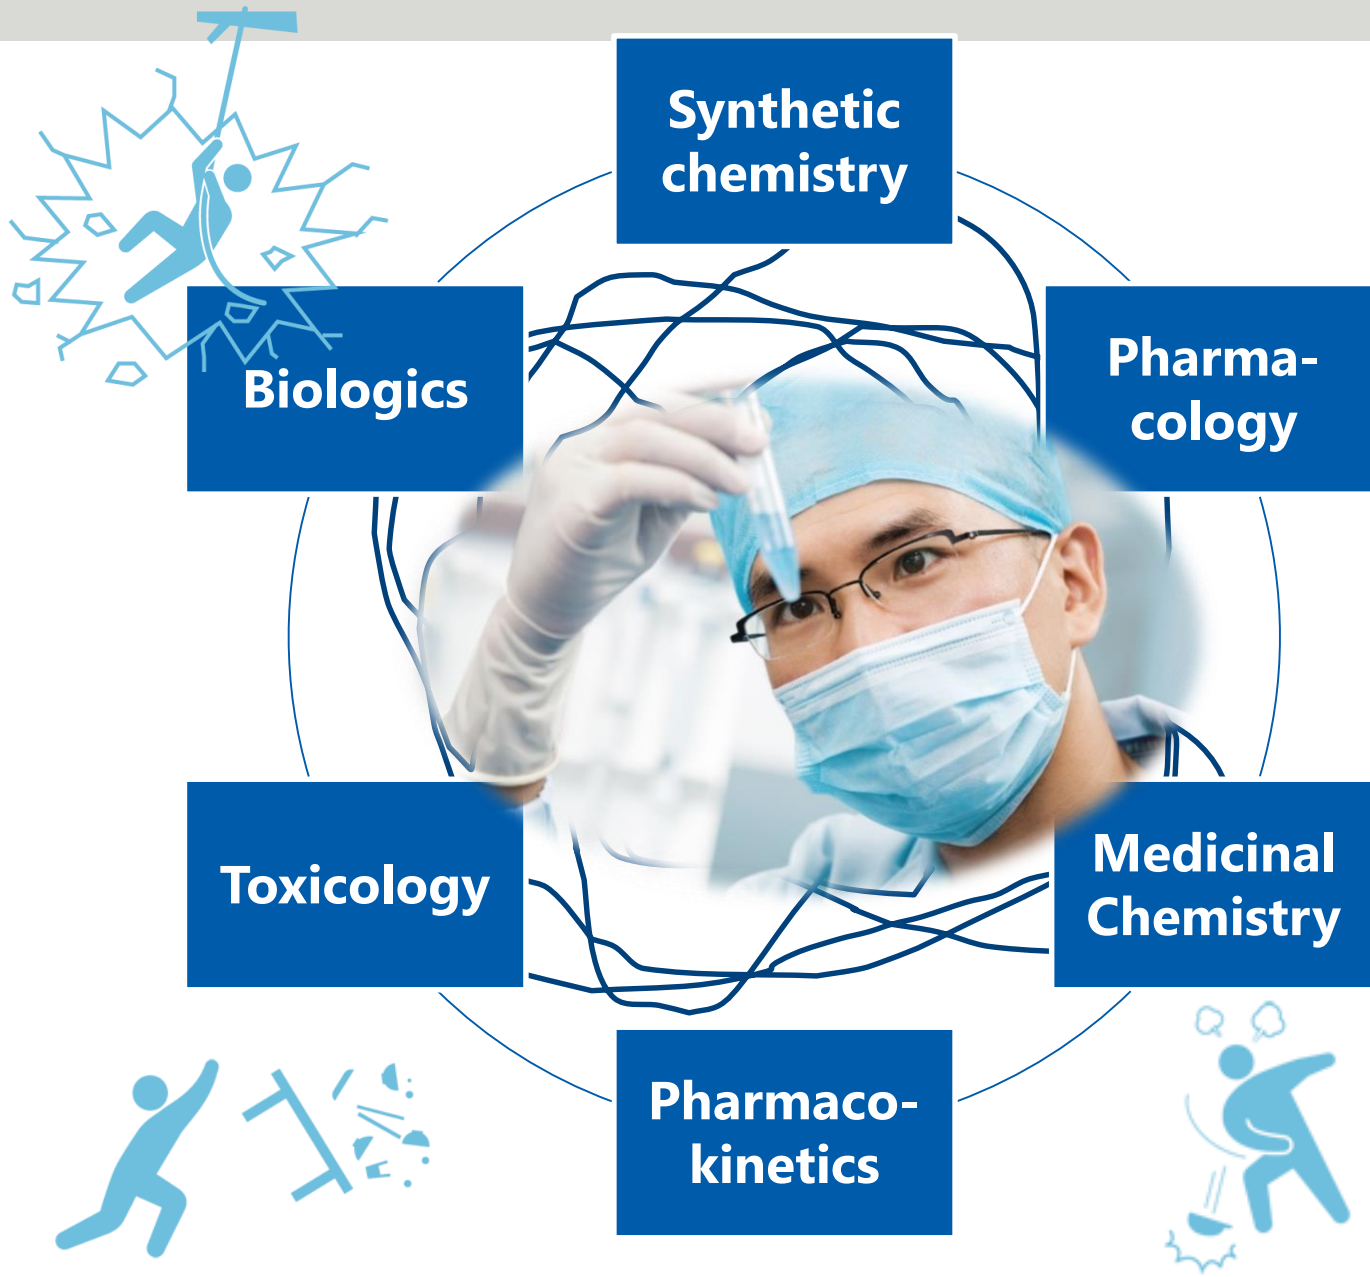 Synthetic
chemistry
Pharma-
cology
Medicinal
Chemistry
Pharmaco-
kinetics
Toxicology
Biologics